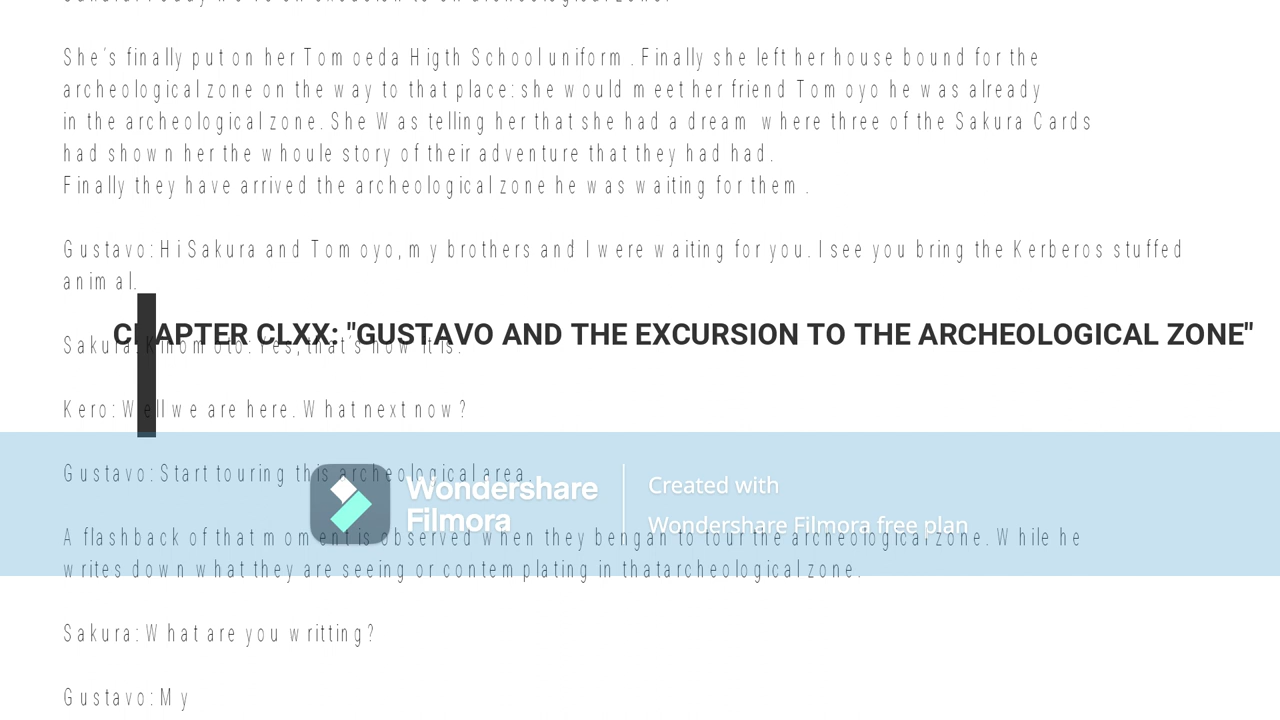 She's finally put on her Tomoeda Higth School uniform. Finally she left her house bound for the
archeological zone on the way to that place: she would meet her friend Tomoyo he was already
in the archeological zone. She Was telling her that she had a dream where three of the Sakura Cards
had shown her the whoule story of their adventure that they had had.
Finally they have arrived the archeological zone he was waiting for them.
Gustavo: Hi Sakura and Tomoyo, my brothers and I were waiting for you. I see you bring the Kerberos stuffed
animal.
CHAPTER CLXX: "GUSTAVO AND THE EXCURSION TO THE ARCHEOLOGICAL ZONE"
Sakura Kinomoto: Yes, that's how it is.
Kero: Well we are here. What next now?
Gustavo: Start touring this archeological area.
Wondershare
Filmora
Created with
Wondershare Filmora free plan
A flashback of that moment is observed when they bengan to tour the archeological zone. While he
writes down what they are seeing or contemplating in thatarcheological zone.
Sakura: What are you writting?
Gustavo: My